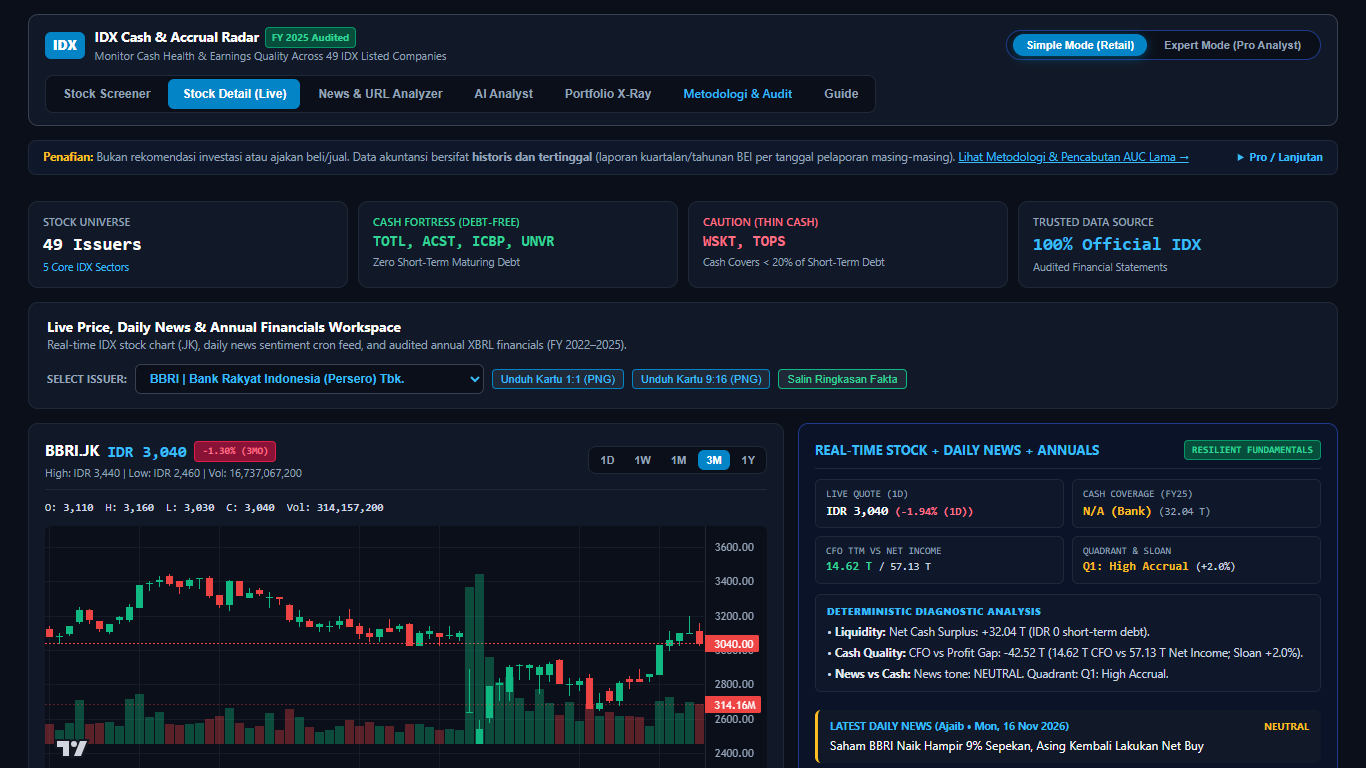 IDX
IDX Cash & Accrual Radar FY 2025 Audited
Monitor Cash Health & Earnings Quality Across 49 IDX Listed Companies
Simple Mode (Retail) Expert Mode (Pro Analyst)
Stock Screener Stock Detail (Live) News & URL Analyzer AI Analyst Portfolio X-Ray Metodologi & Audit Guide
Penafian: Bukan rekomendasi investasi atau ajakan beli/jual. Data akuntansi bersifat historis dan tertinggal (laporan kuartalan/tahunan BEI per tanggal pelaporan masing-masing). Lihat Metodologi & Pencabutan AUC Lama → ▶ Pro / Lanjutan
STOCK UNIVERSE
49 Issuers
5 Core IDX Sectors
CASH FORTRESS (DEBT-FREE)
TOTL, ACST, ICBP, UNVR
Zero Short-Term Maturing Debt
CAUTION (THIN CASH)
WSKT, TOPS
Cash Covers < 20% of Short-Term Debt
TRUSTED DATA SOURCE
100% Official IDX
Audited Financial Statements
Live Price, Daily News & Annual Financials Workspace
Real-time IDX stock chart (JK), daily news sentiment cron feed, and audited annual XBRL financials (FY 2022–2025).
SELECT ISSUER: BBRI | Bank Rakyat Indonesia (Persero) Tbk. Unduh Kartu 1:1 (PNG) Unduh Kartu 9:16 (PNG) Salin Ringkasan Fakta
BBRI.JK IDR 3,040 -1.30% (3MO)
High: IDR 3,440 | Low: IDR 2,460 | Vol: 16,737,067,200
1D 1W 1M 3M 1Y
O: 3,110 H: 3,160 L: 3,030 C: 3,040 Vol: 314,157,200
3600.00
3400.00
3200.00
3040.00
3000.00
2800.00
314.16M
2600.00
2400.00
REAL-TIME STOCK + DAILY NEWS + ANNUALS RESILIENT FUNDAMENTALS
LIVE QUOTE (1D)
IDR 3,040 (-1.94% (1D))
CASH COVERAGE (FY25)
N/A (Bank) (32.04 T)
CFO TTM VS NET INCOME
14.62 T / 57.13 T
QUADRANT & SLOAN
Q1: High Accrual (+2.0%)
DETERMINISTIC DIAGNOSTIC ANALYSIS
• Liquidity: Net Cash Surplus: +32.04 T (IDR 0 short-term debt).
• Cash Quality: CFO vs Profit Gap: -42.52 T (14.62 T CFO vs 57.13 T Net Income; Sloan +2.0%).
• News vs Cash: News tone: NEUTRAL. Quadrant: Q1: High Accrual.
LATEST DAILY NEWS (Ajaib • Mon, 16 Nov 2026) NEUTRAL
Saham BBRI Naik Hampir 9% Sepekan, Asing Kembali Lakukan Net Buy